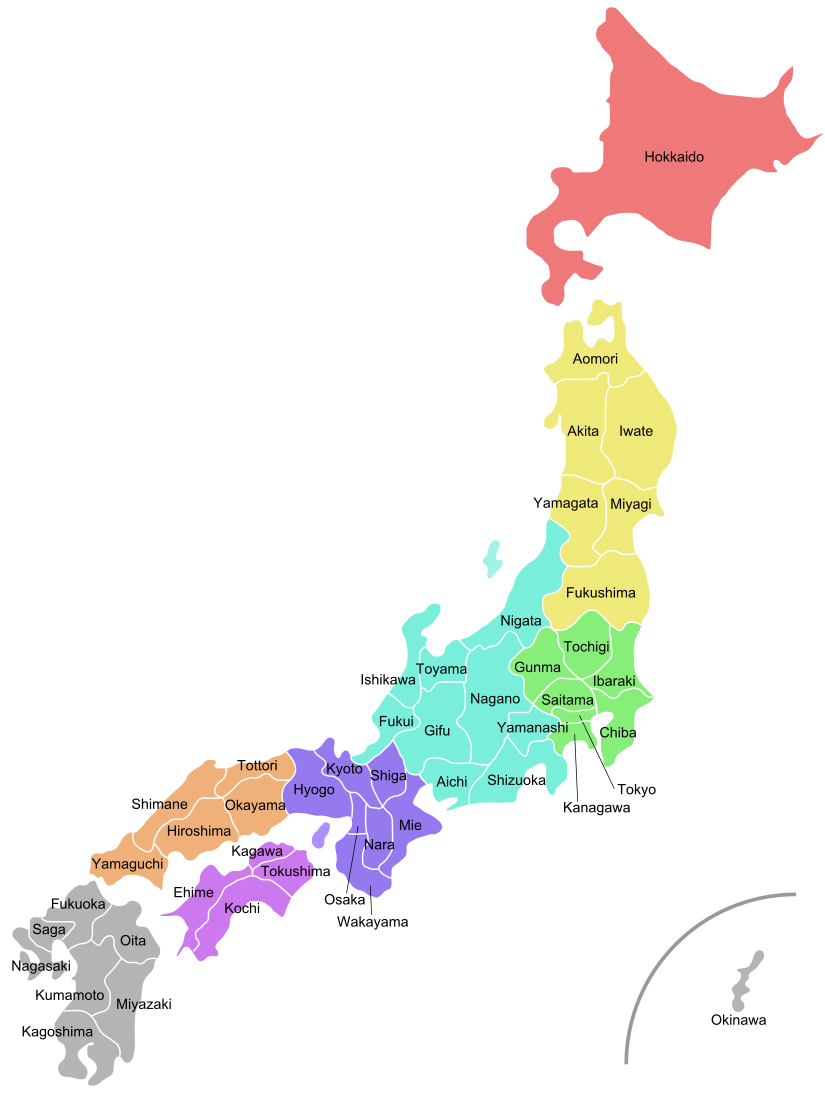 Hokkaido
Aomori
Akita
Iwate
Yamagata
Miyagi
Fukushima
Nigata
Tochigi
Gunma
Ibaraki
Toyama
Ishikawa
Nagano
Saitama
Fukui
Gifu
Yamanashi
Chiba
Tokyo
Kanagawa
Aichi
Shizuoka
Kyoto
Shiga
Hyogo
Mie
Nara
Osaka
Wakayama
Tottori
Shimane
Okayama
Hiroshima
Yamaguchi
Kagawa
Tokushima
Ehime
Kochi
Fukuoka
Saga
Oita
Nagasaki
Kumamoto
Miyazaki
Kagoshima
Okinawa